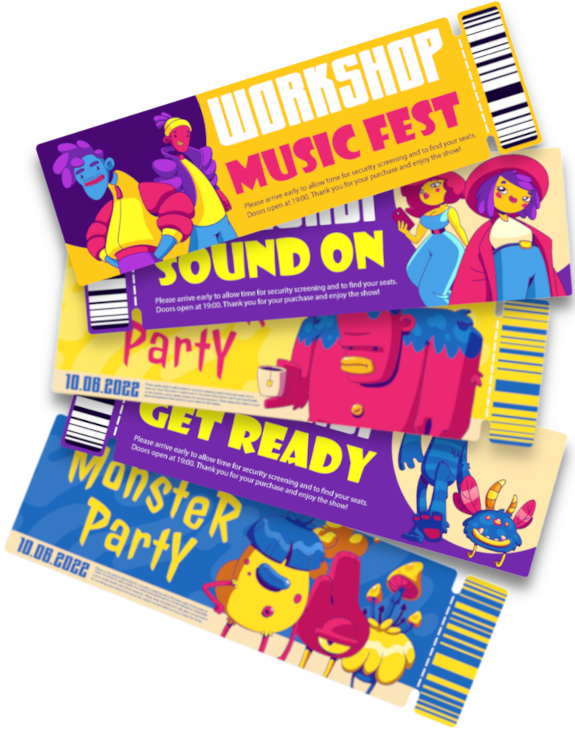 WORKSHOP
MUSIC FEST
Please arrive early to allow time for security screening and to find your seats.
Doors open at 19:00. Thank you for your purchase and enjoy the show!
SOUND ON
Please arrive early to allow time for security screening and to find your seats.
Doors open at 19:00. Thank you for your purchase and enjoy the show!
Party
10.06.2022
GET READY
Please arrive early to allow time for security screening and to find your seats.
Doors open at 19:00. Thank you for your purchase and enjoy the show!
Monster
Party
10.06.2022